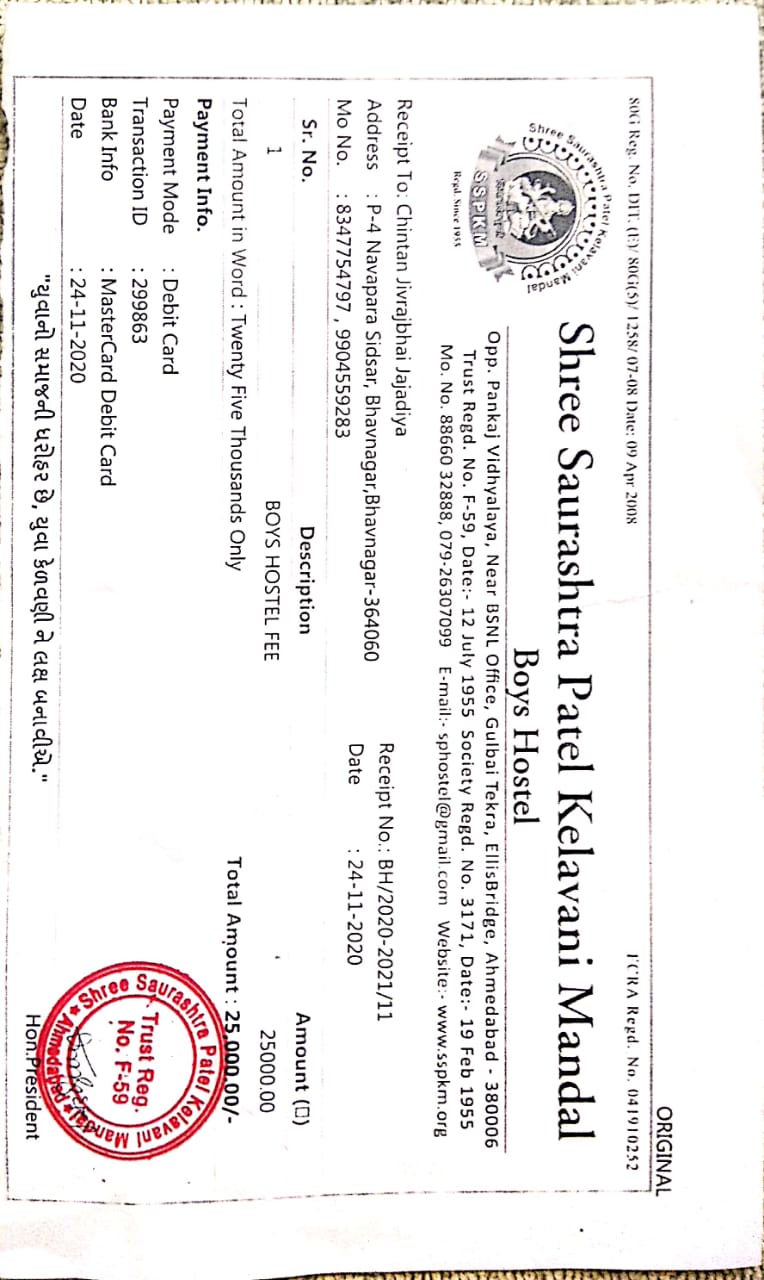 ORIGINAL
80G Reg. No. DIT. (E)/ 80G(5)/ 1258/ 07-08 Date: 09 Apr 2008 FCRA Regd. No. 041910252
Shree Saurashtra Patel Kelavani Mandal
SSPKM
Regd. Since 1955
Shree Saurashtra Patel Kelavani Mandal
Boys Hostel
Opp. Pankaj Vidhyalaya, Near BSNL Office, Gulbai Tekra, EllisBridge, Ahmedabad - 380006
Trust Regd. No. F-59, Date:- 12 July 1955 Society Regd. No. 3171, Date:- 19 Feb 1955
Mo. No. 88660 32888, 079-26307099 E-mail:- sphostel@gmail.com Website:- www.sspkm.org
Receipt To: Chintan Jivrajbhai Jajadiya Receipt No.: BH/2020-2021/11
Address : P-4 Navapara Sidsar, Bhavnagar,Bhavnagar-364060 Date : 24-11-2020
Mo No. : 8347754797 , 9904559283
Sr. No. Description Amount (▯)
1 BOYS HOSTEL FEE 25000.00
Total Amount in Word : Twenty Five Thousands Only Total Amount : 25,000.00/-
Payment Info.
Payment Mode : Debit Card
Transaction ID : 299863
Bank Info : MasterCard Debit Card
Date : 24-11-2020
Shree Saurashtra Patel Kelavani Mandal ★ Ahmedabad ★
Trust Reg.
No. F-59
Hon.President
"યુવાની સમાજની ધરોહર છે, યુવા કેળવણી ને લક્ષ બનાવીએ."